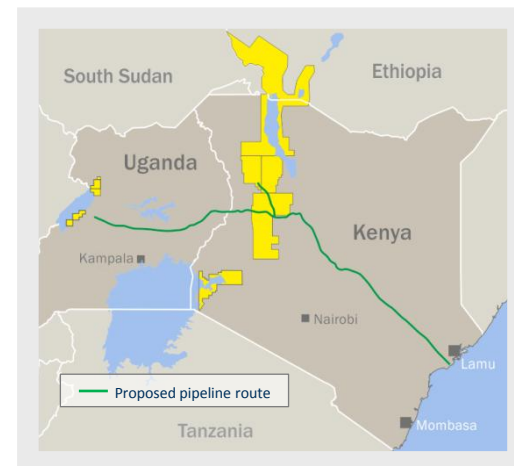 South Sudan
Ethiopia
Uganda
Kenya
Kampala
Nairobi
Lamu
Proposed pipeline route
Mombasa
Tanzania